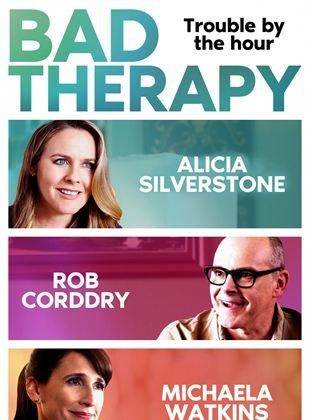 BAD
THERAPY
Trouble by
the hour
ALICIA
SILVERSTONE
ROB
CORDDRY
MICHAELA
WATKINS